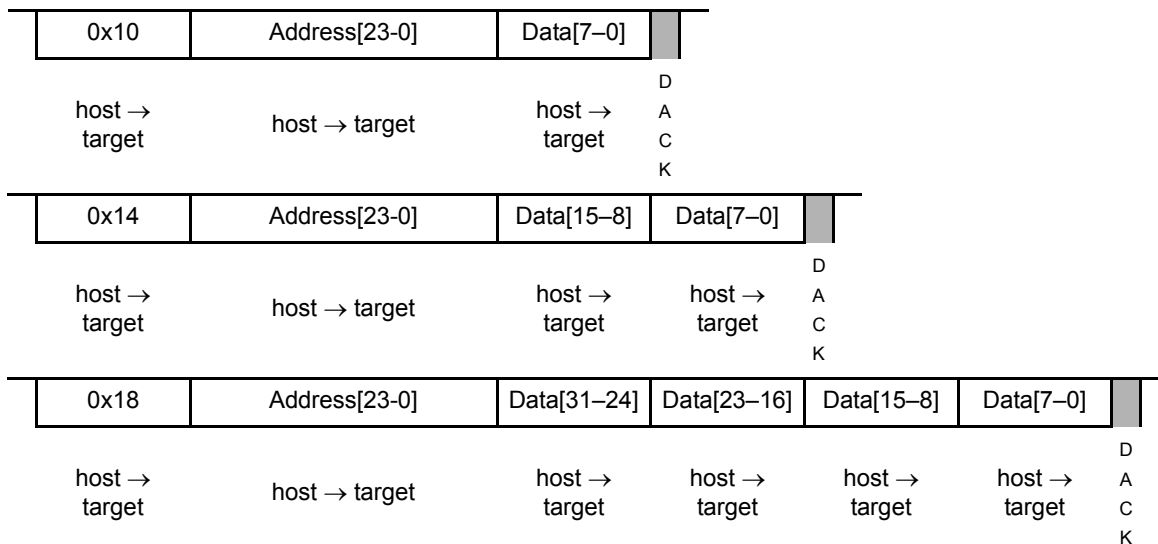 0x10 Address[23-0] Data[7–0]
D
host → host →
A
host → target
target target
C
K
0x14 Address[23-0] Data[15–8] Data[7–0]
D
host → host → host →
A
host → target
target target target
C
K
0x18 Address[23-0] Data[31–24] Data[23–16] Data[15–8] Data[7–0]
D
host → host → host → host → host →
A
host → target
target target target target target
C
K